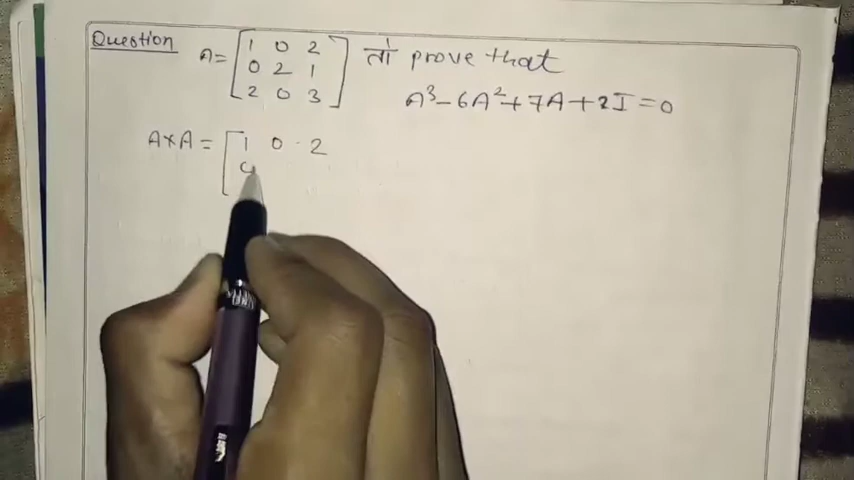 Question A = [1 0 2 तो prove that
0 2 1
2 0 3] A³-6A²+7A+2I=0
A×A = [1 0 2
0